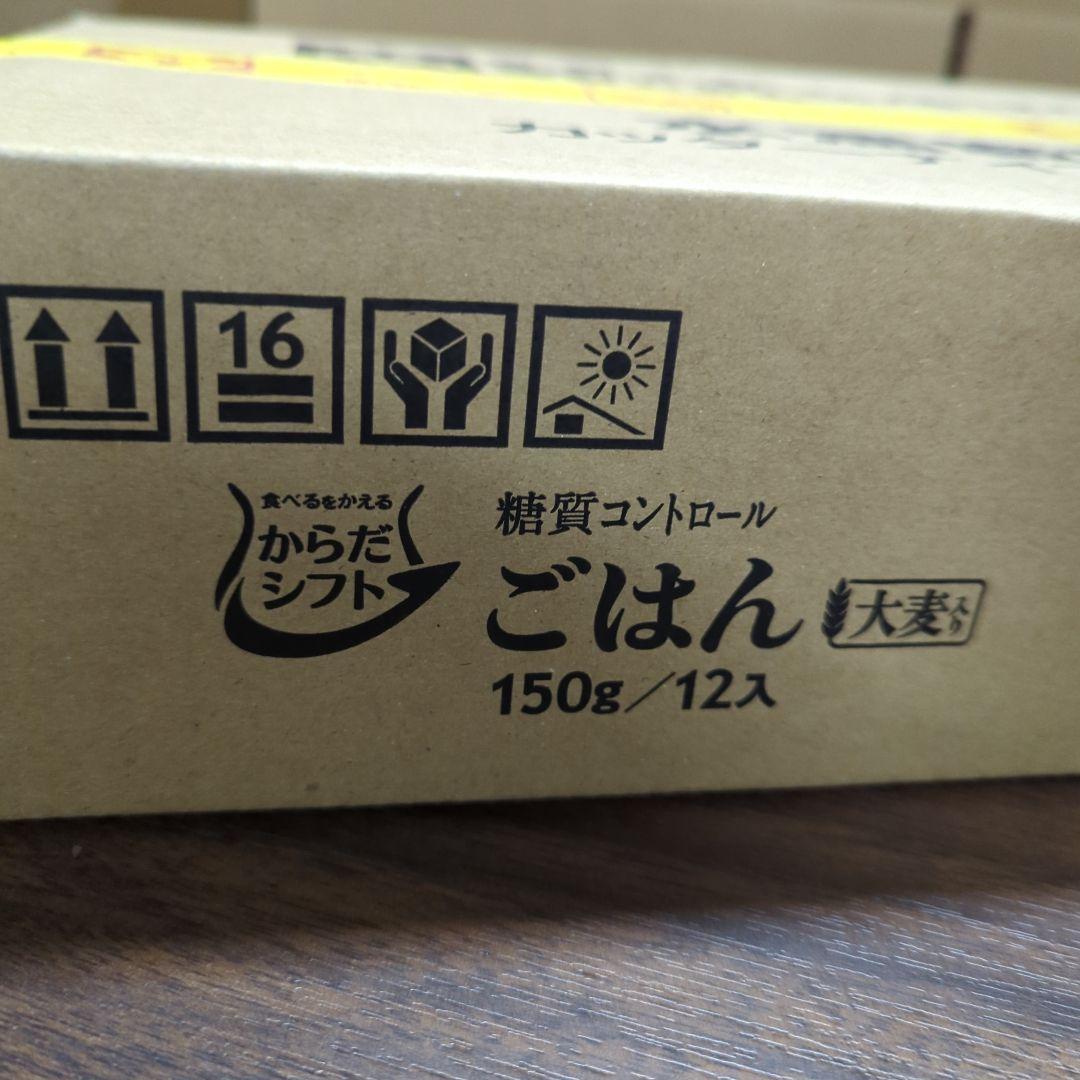 16
食べるをかえる
からだ
シフト
糖質コントロール
ごはん
大麦入り
150g/12入